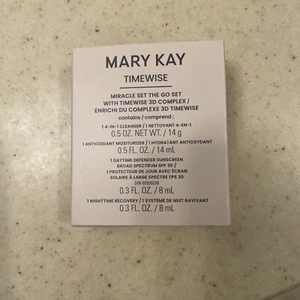 MARY KAY
TIMEWISE
MIRACLE SET THE GO SET
WITH TIMEWISE 3D COMPLEX /
ENRICHI DU COMPLEXE 3D TIMEWISE
contains / comprend :
1 4-IN-1 CLEANSER / 1 NETTOYANT 4-EN-1
0.5 OZ. NET WT. / 14 g
1 ANTIOXIDANT MOISTURIZER / 1 HYDRATANT ANTIOXYDANT
0.5 FL. OZ. / 14 mL
1 DAYTIME DEFENDER SUNSCREEN
BROAD SPECTRUM SPF 30 /
1 PROTECTEUR DE JOUR AVEC ÉCRAN
SOLAIRE À LARGE SPECTRE FPS 30
0.3 FL. OZ. / 8 mL
1 NIGHTTIME RECOVERY / 1 SYSTÈME DE NUIT RAVIVANT
0.3 FL. OZ. / 8 mL